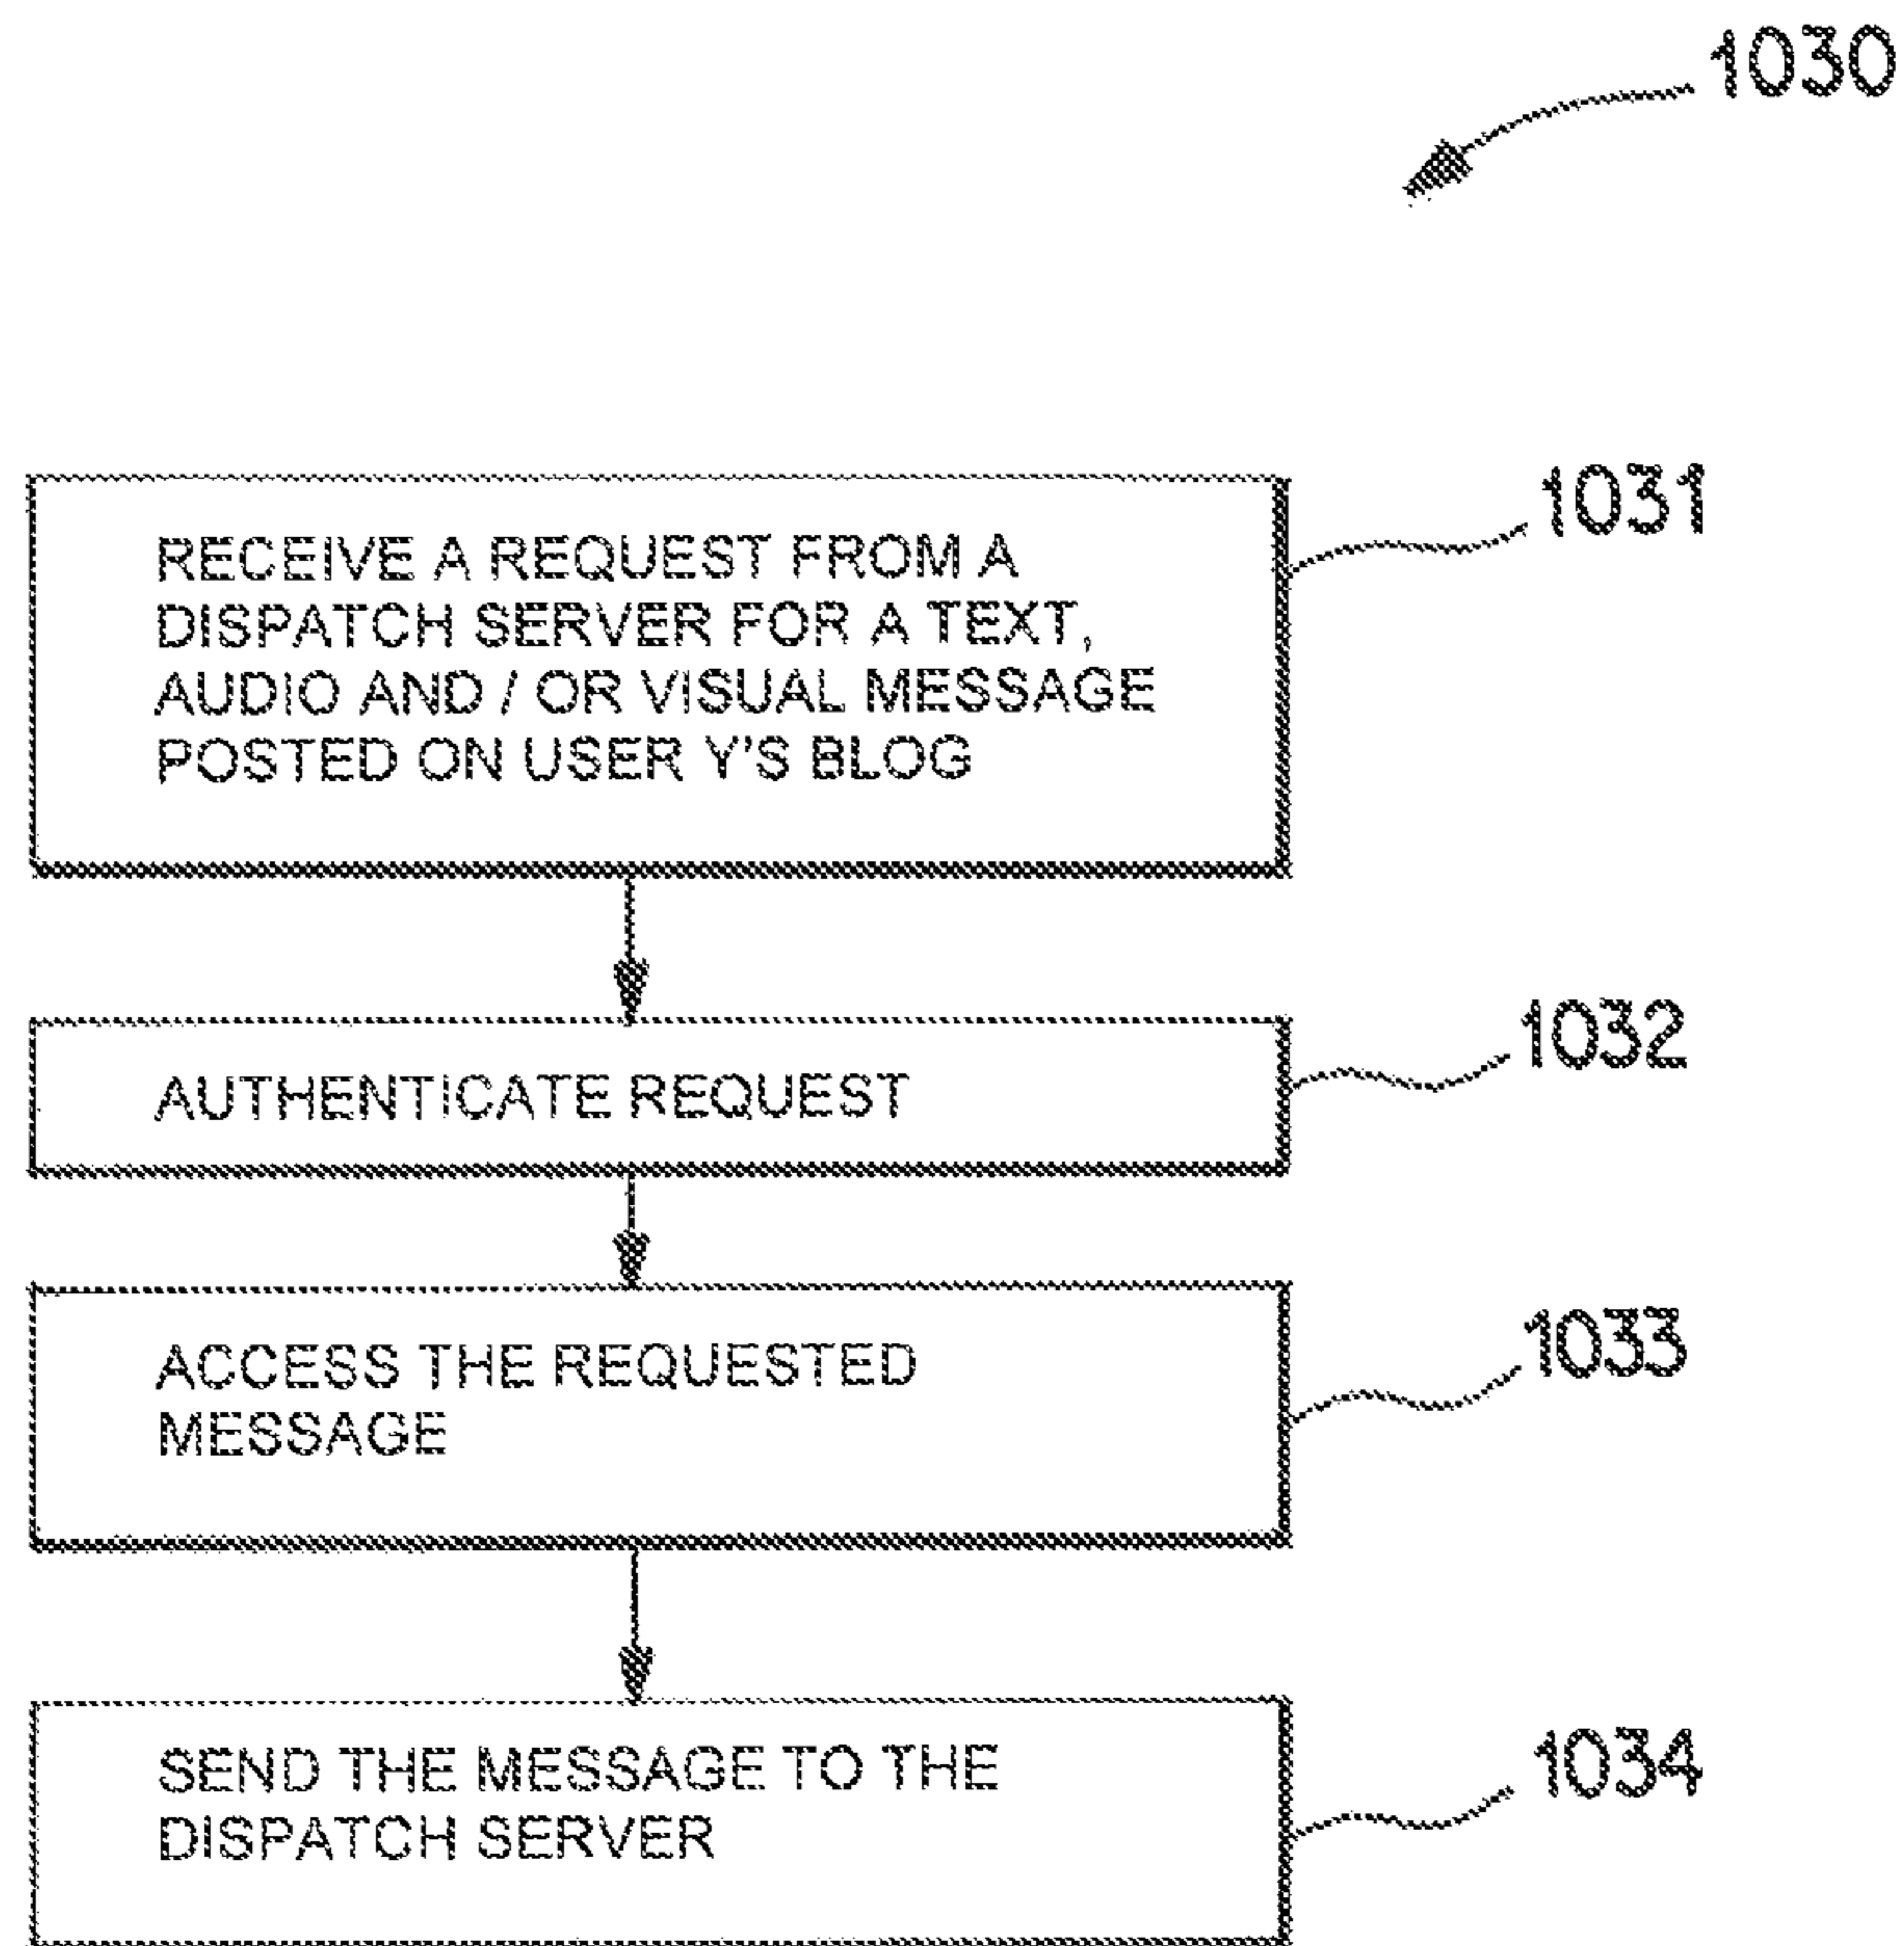 1030
RECEIVE A REQUEST FROM A
DISPATCH SERVER FOR A TEXT,
AUDIO AND / OR VISUAL MESSAGE
POSTED ON USER Y'S BLOG
1031
AUTHENTICATE REQUEST
1032
ACCESS THE REQUESTED
MESSAGE
1033
SEND THE MESSAGE TO THE
DISPATCH SERVER
1034